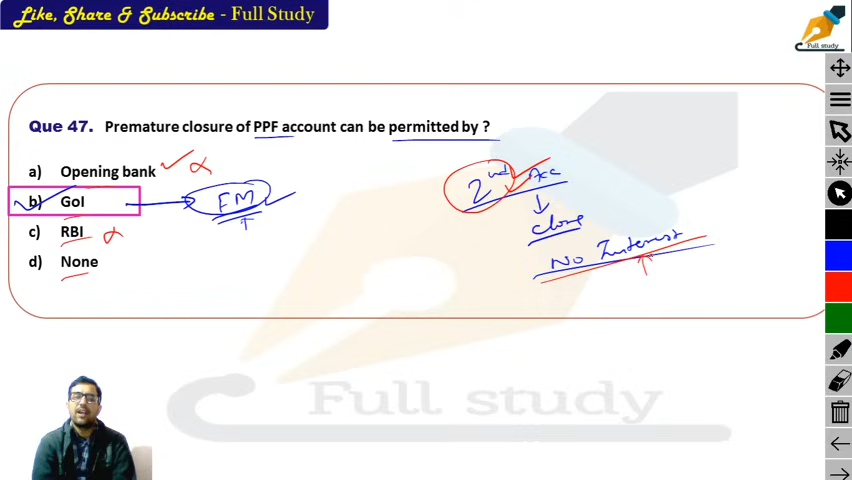 Like, Share & Subscribe - Full Study
Full study
Que 47. Premature closure of PPF account can be permitted by ?
a) Opening bank
b) GoI
FM
c) RBI
d) None
2nd Acc
close
No Interest
Full study